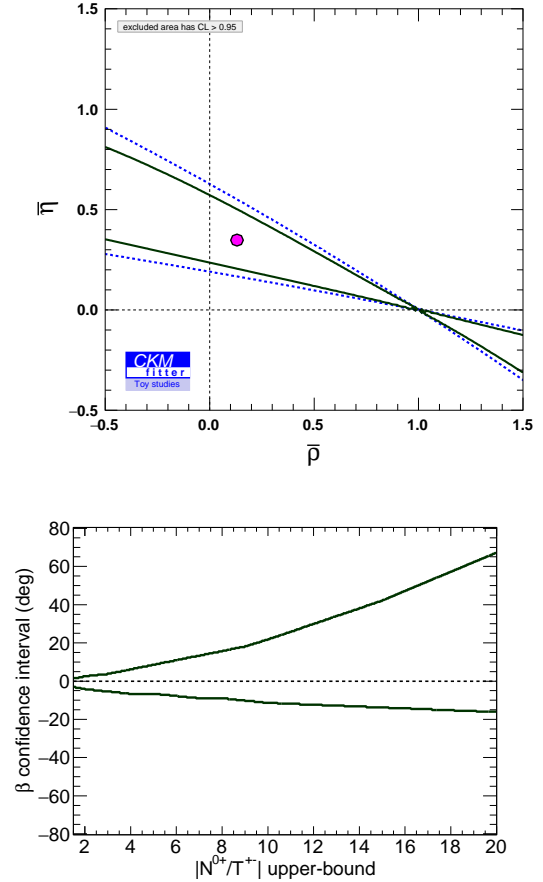 1.5
excluded area has CL > 0.95
1.0
0.5
η̅
0.0
CKM
fitter
Toy studies
−0.5
−0.5 0.0 0.5 1.0 1.5
ρ̅
80
60
40
20
0
−20
−40
−60
−80
β confidence interval (deg)
2 4 6 8 10 12 14 16 18 20
|N⁰⁺/T⁺⁻| upper-bound